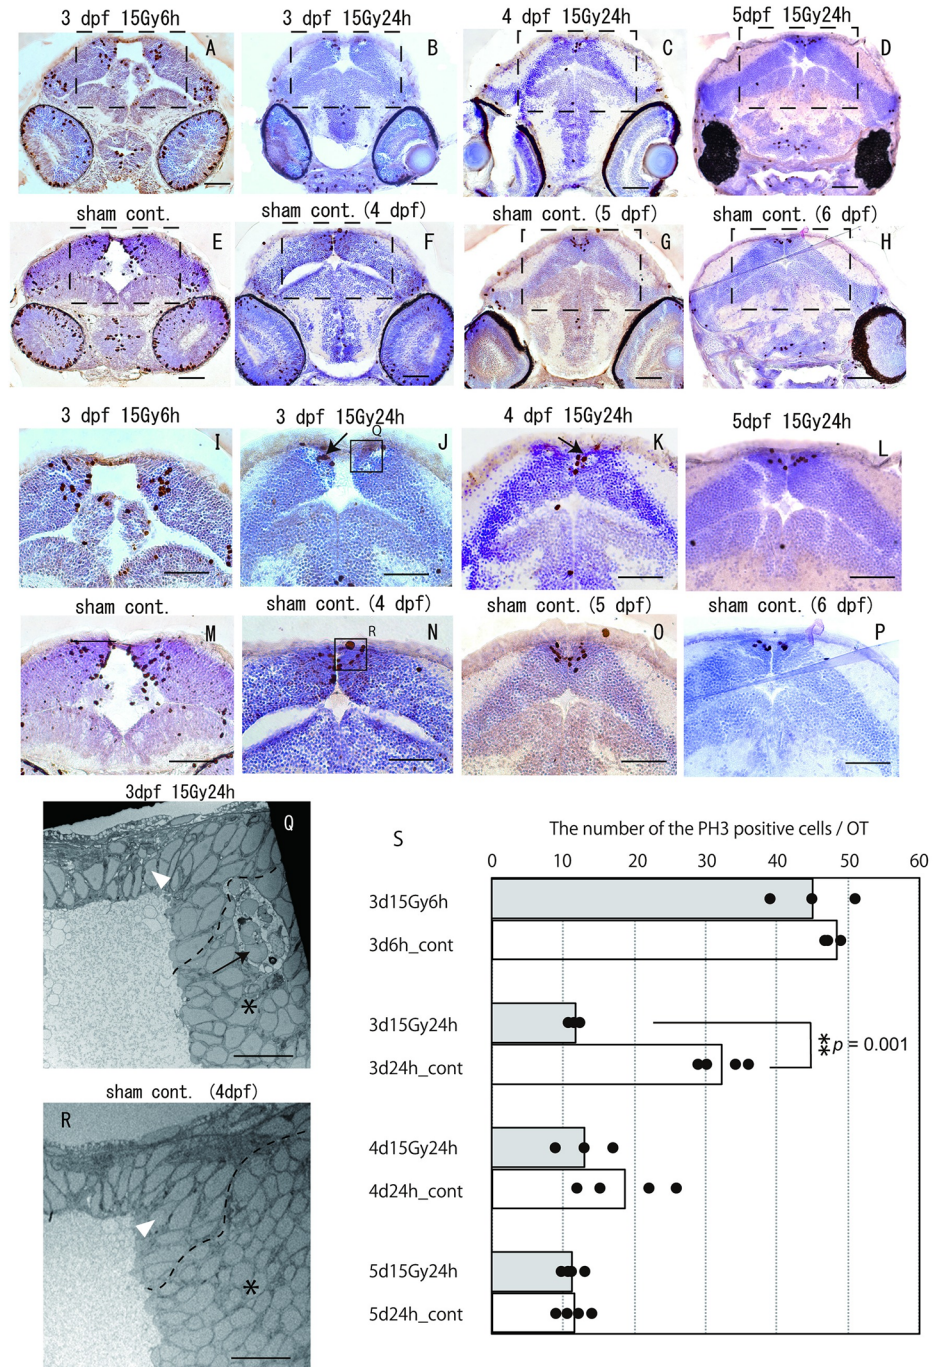 3 dpf 15Gy6h
3 dpf 15Gy24h
4 dpf 15Gy24h
5dpf 15Gy24h
A
B
C
D
sham cont.
sham cont. (4 dpf)
sham cont. (5 dpf)
sham cont. (6 dpf)
E
F
G
H
3 dpf 15Gy6h
3 dpf 15Gy24h
4 dpf 15Gy24h
5dpf 15Gy24h
I
Q
J
K
L
sham cont.
sham cont. (4 dpf)
sham cont. (5 dpf)
sham cont. (6 dpf)
M
R
N
O
P
3dpf 15Gy24h
Q
*
sham cont. (4dpf)
R
*
S
The number of the PH3 positive cells / OT
0 10 20 30 40 50 60
3d15Gy6h
3d6h_cont
3d15Gy24h
3d24h_cont
** p = 0.001
4d15Gy24h
4d24h_cont
5d15Gy24h
5d24h_cont